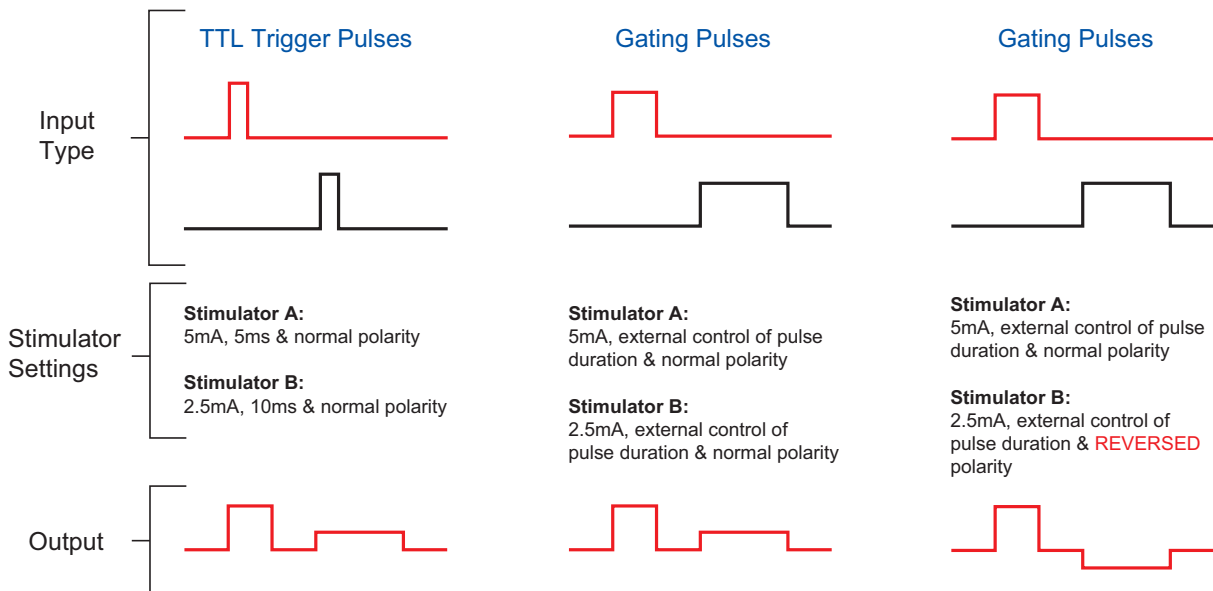 TTL Trigger Pulses
Gating Pulses
Gating Pulses
Input
Type
Stimulator
Settings
Stimulator A:
5mA, 5ms & normal polarity
Stimulator B:
2.5mA, 10ms & normal polarity
Stimulator A:
5mA, external control of pulse
duration & normal polarity
Stimulator B:
2.5mA, external control of
pulse duration & normal polarity
Stimulator A:
5mA, external control of pulse
duration & normal polarity
Stimulator B:
2.5mA, external control of
pulse duration & REVERSED
polarity
Output